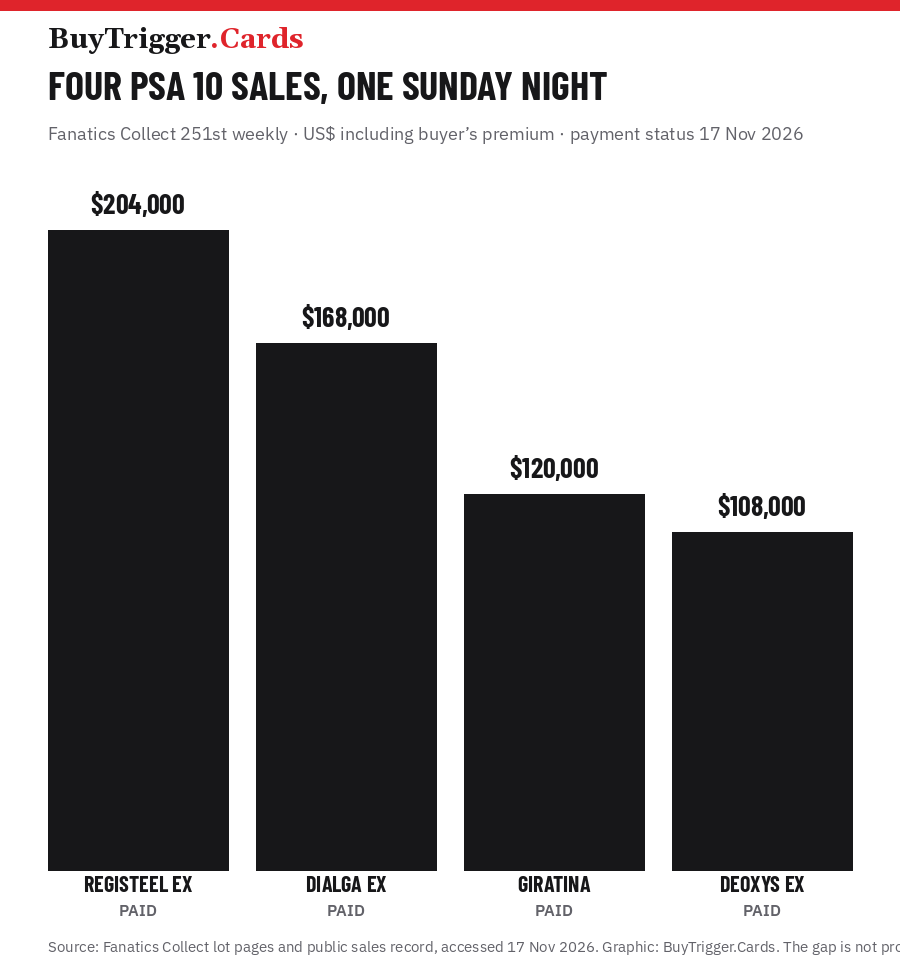 BuyTrigger.Cards
FOUR PSA 10 SALES, ONE SUNDAY NIGHT
Fanatics Collect 251st weekly · US$ including buyer’s premium · payment status 17 Nov 2026
$204,000
$168,000
$120,000
$108,000
REGISTEEL EX
DIALGA EX
GIRATINA
DEOXYS EX
PAID
PAID
PAID
PAID
Source: Fanatics Collect lot pages and public sales record, accessed 17 Nov 2026. Graphic: BuyTrigger.Cards. The gap is not